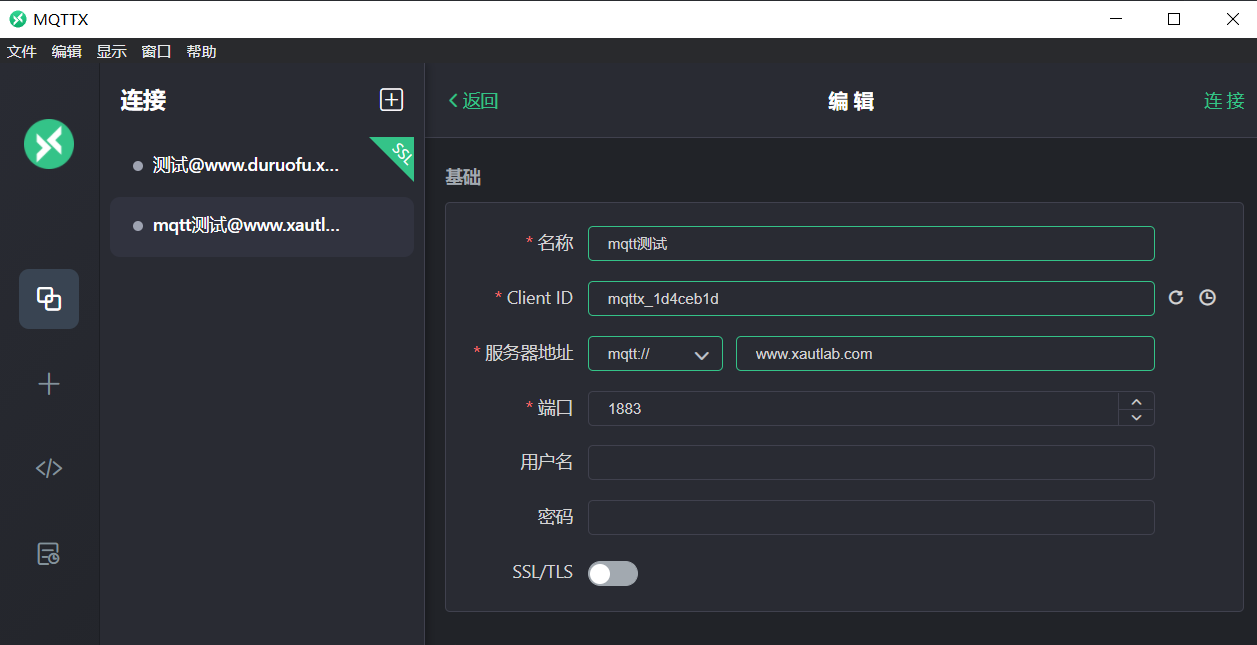 MQTTX
文件 编辑 显示 窗口 帮助
连接
测试@www.duruofu.x...
SSL
mqtt测试@www.xautl...
返回
编辑
连接
基础
* 名称 mqtt测试
* Client ID mqttx_1d4ceb1d
* 服务器地址 mqtt:// www.xautlab.com
* 端口 1883
用户名
密码
SSL/TLS